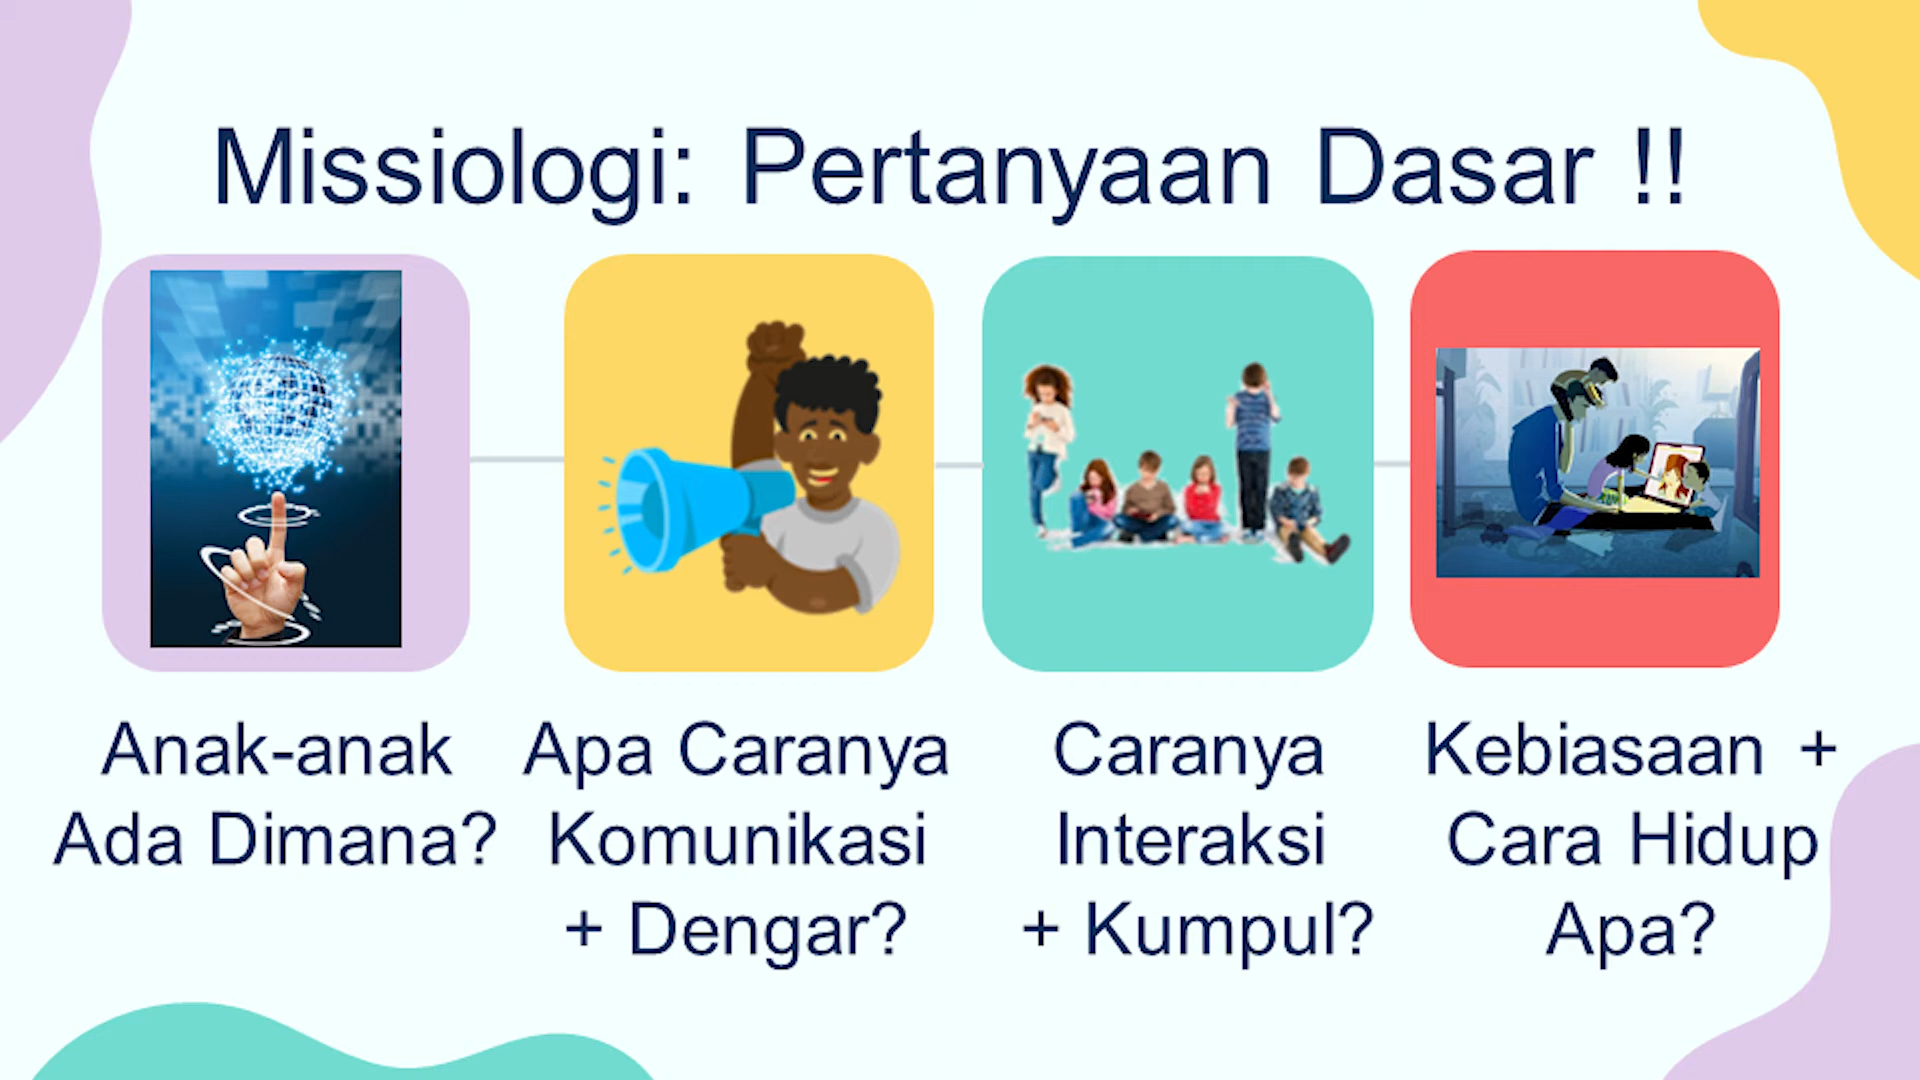 Missiologi: Pertanyaan Dasar !!
Anak-anak
Ada Dimana?
Apa Caranya
Komunikasi
+ Dengar?
Caranya
Interaksi
+ Kumpul?
Kebiasaan +
Cara Hidup
Apa?